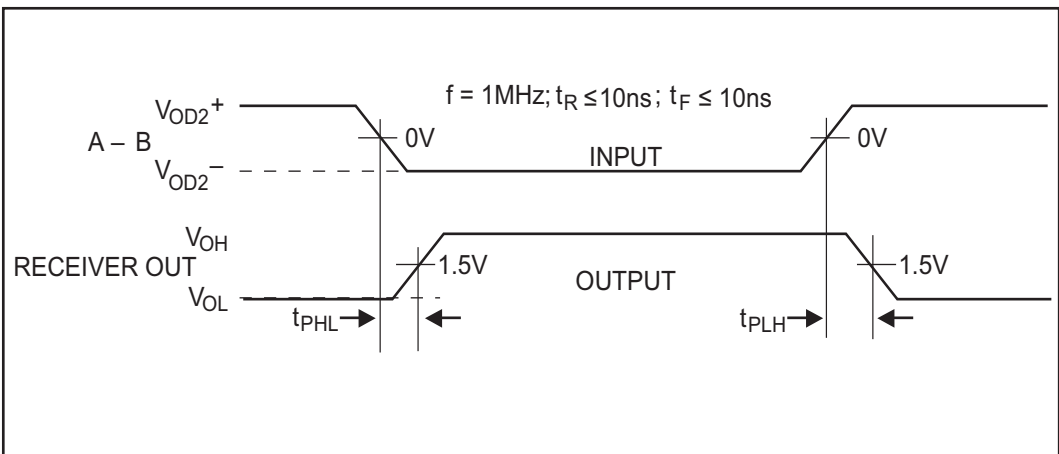 f = 1MHz; tR ≤ 10ns; tF ≤ 10ns
VOD2+
A – B
0V
0V
INPUT
VOD2–
VOH
RECEIVER OUT
1.5V
1.5V
OUTPUT
VOL
tPHL
tPLH